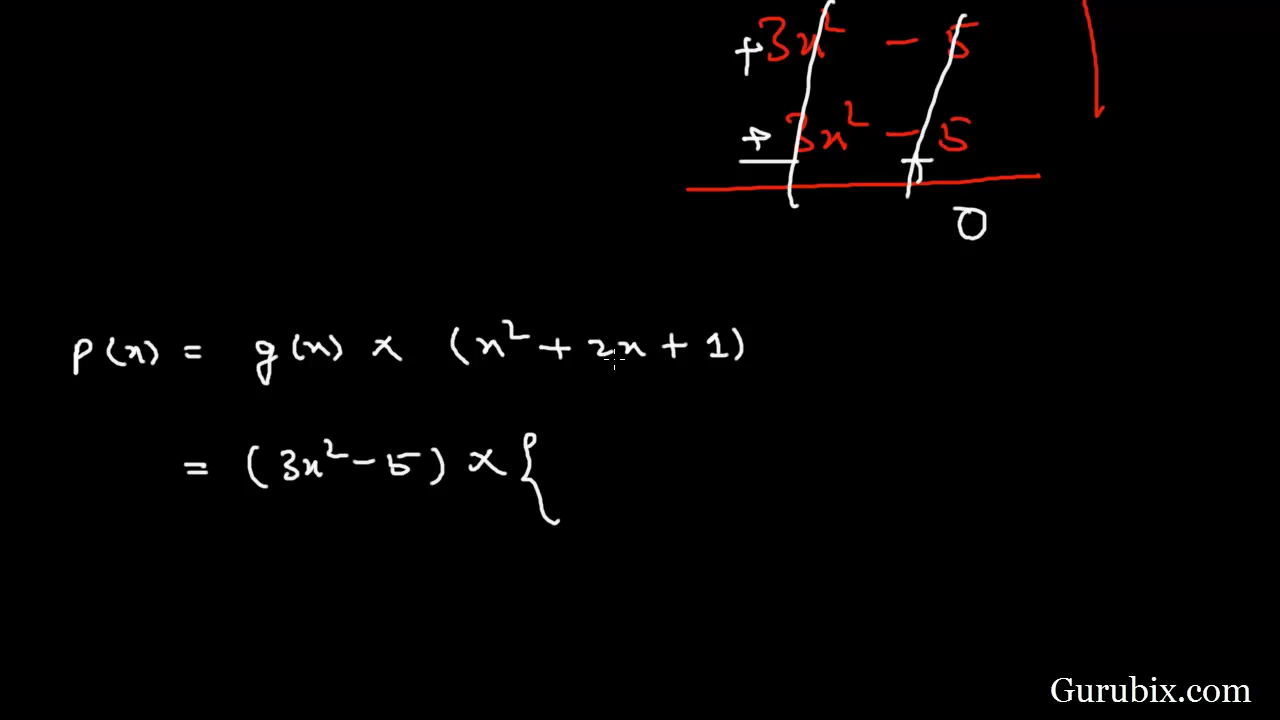 +3x² - 5
+ 3x² - 5
0
p(x) = g(x) × (x² + 2x + 1)
= (3x² - 5) × {
Gurubix.com